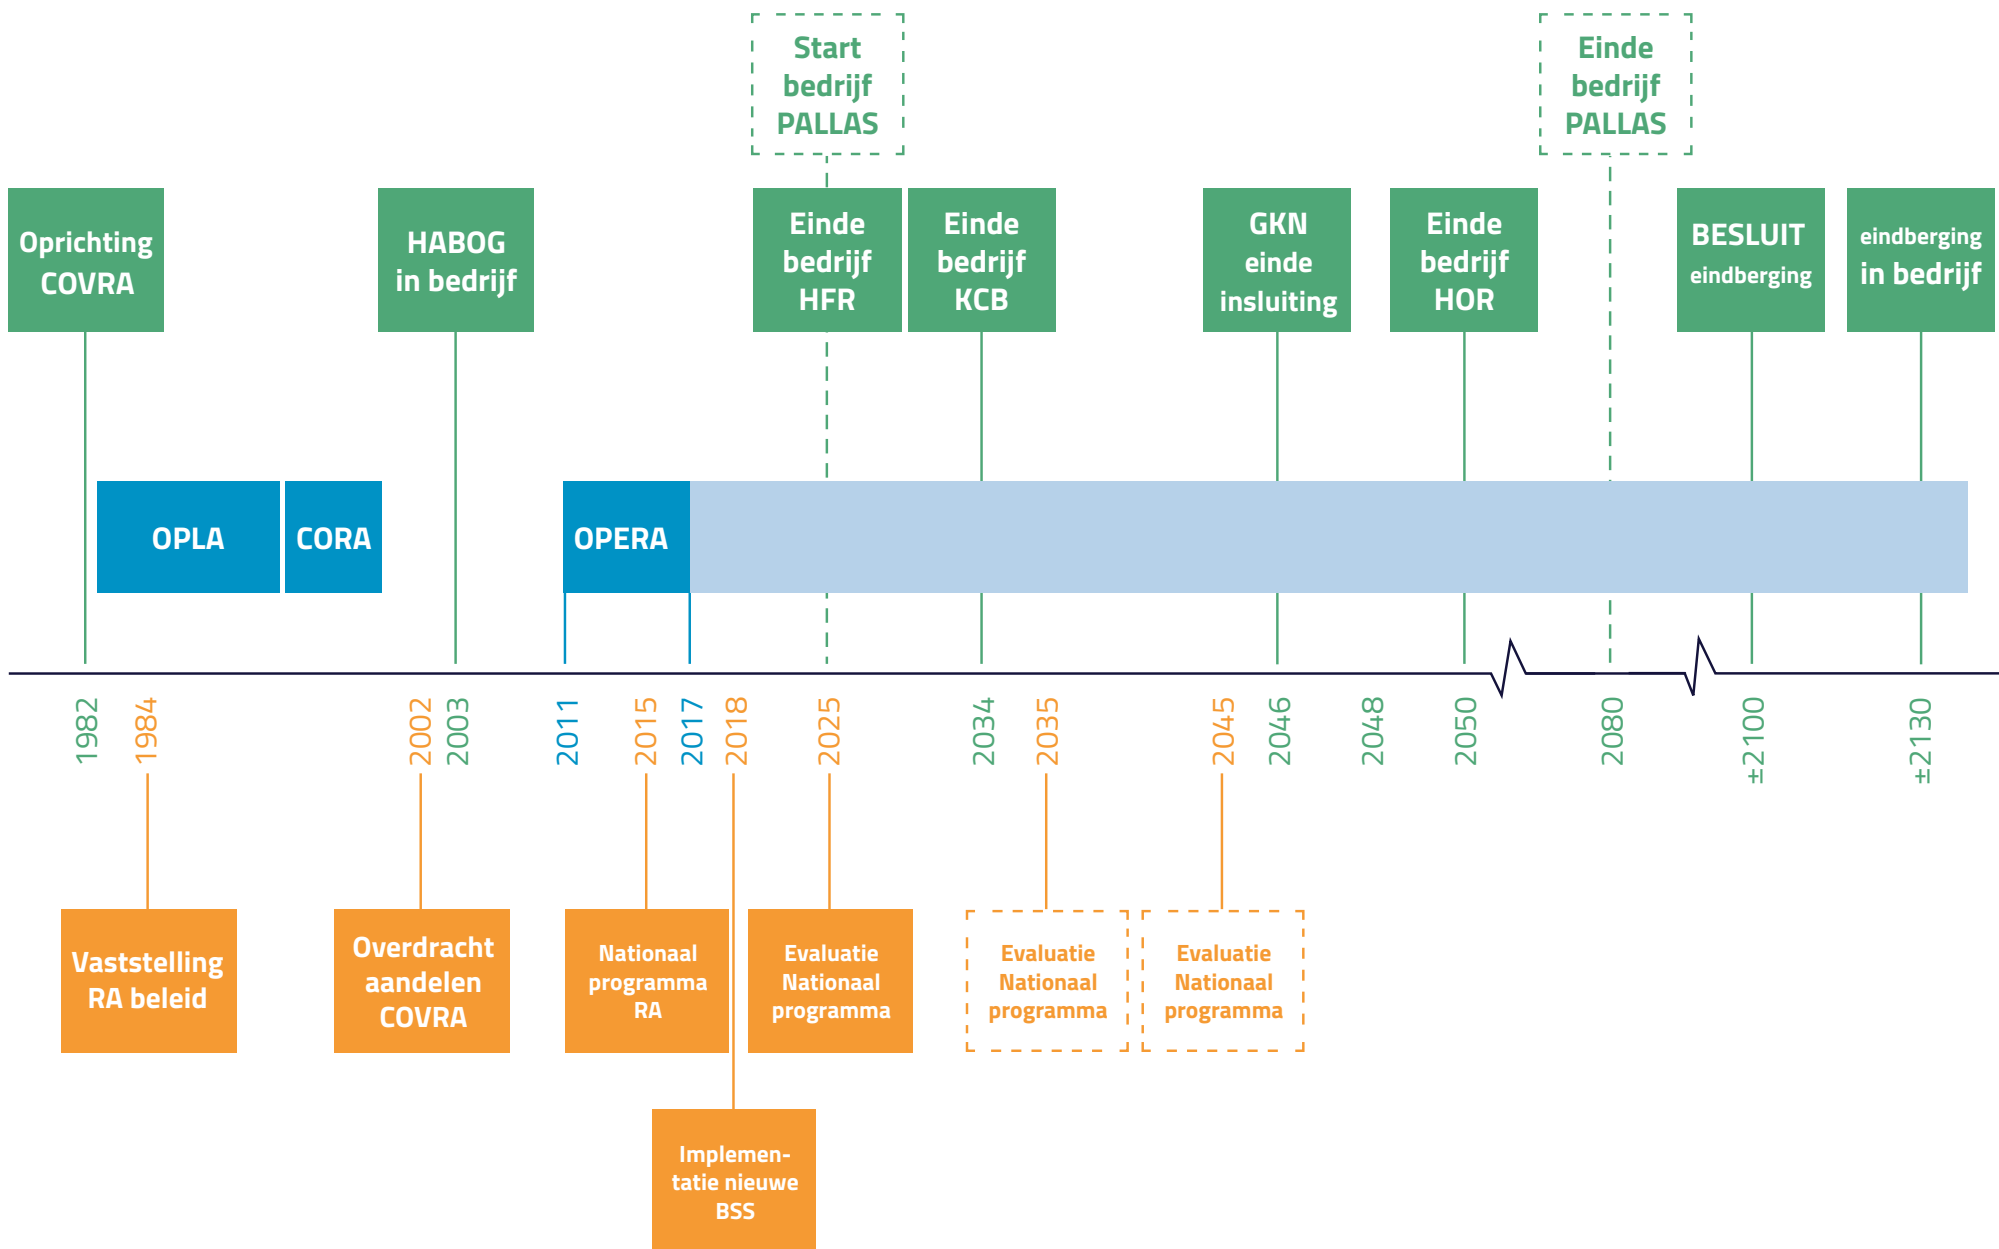 Start
bedrijf
PALLAS
Einde
bedrijf
PALLAS
Oprichting
COVRA
HABOG
in bedrijf
Einde
bedrijf
HFR
Einde
bedrijf
KCB
GKN
einde
insluiting
Einde
bedrijf
HOR
BESLUIT
eindberging
eindberging
in bedrijf
OPLA
CORA
OPERA
1982
1984
2002
2003
2011
2015
2017
2018
2025
2034
2035
2045
2046
2048
2050
2080
±2100
±2130
Vaststelling
RA beleid
Overdracht
aandelen
COVRA
Nationaal
programma
RA
Evaluatie
Nationaal
programma
Evaluatie
Nationaal
programma
Evaluatie
Nationaal
programma
Implemen-
tatie nieuwe
BSS